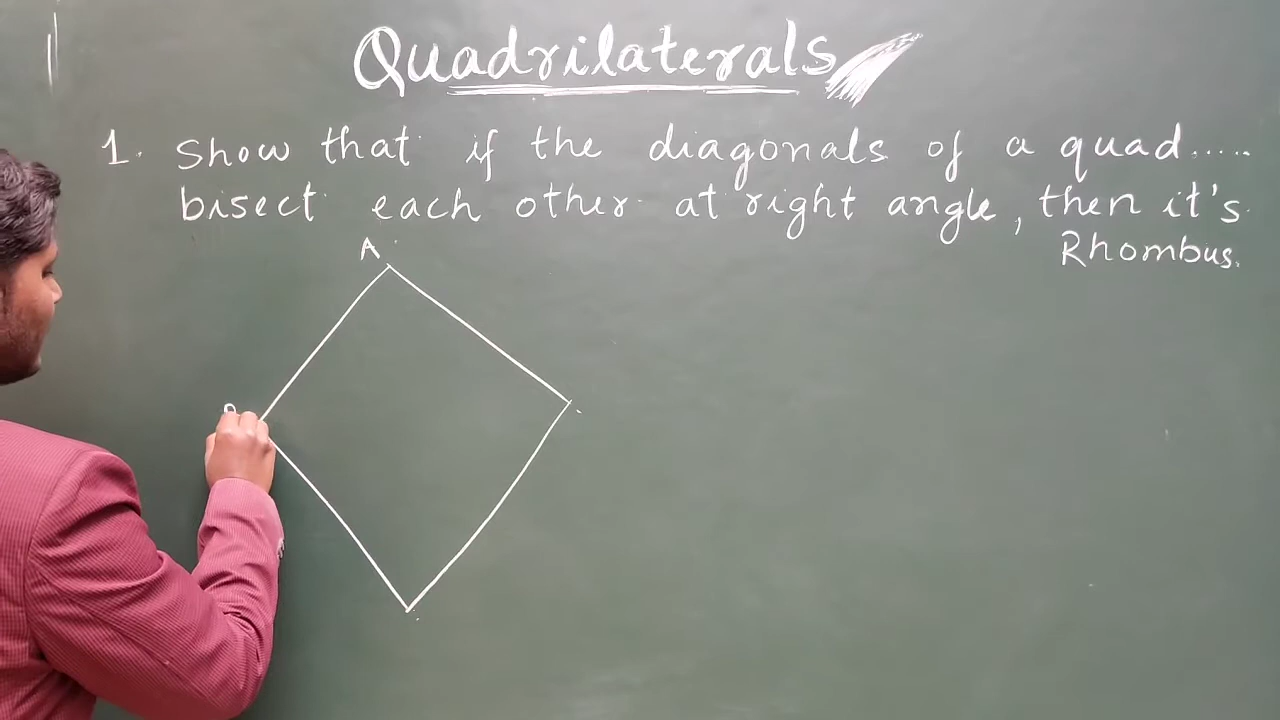 Quadrilaterals
1. Show that if the diagonals of a quad.....
bisect each other at right angle, then it's
Rhombus.
A